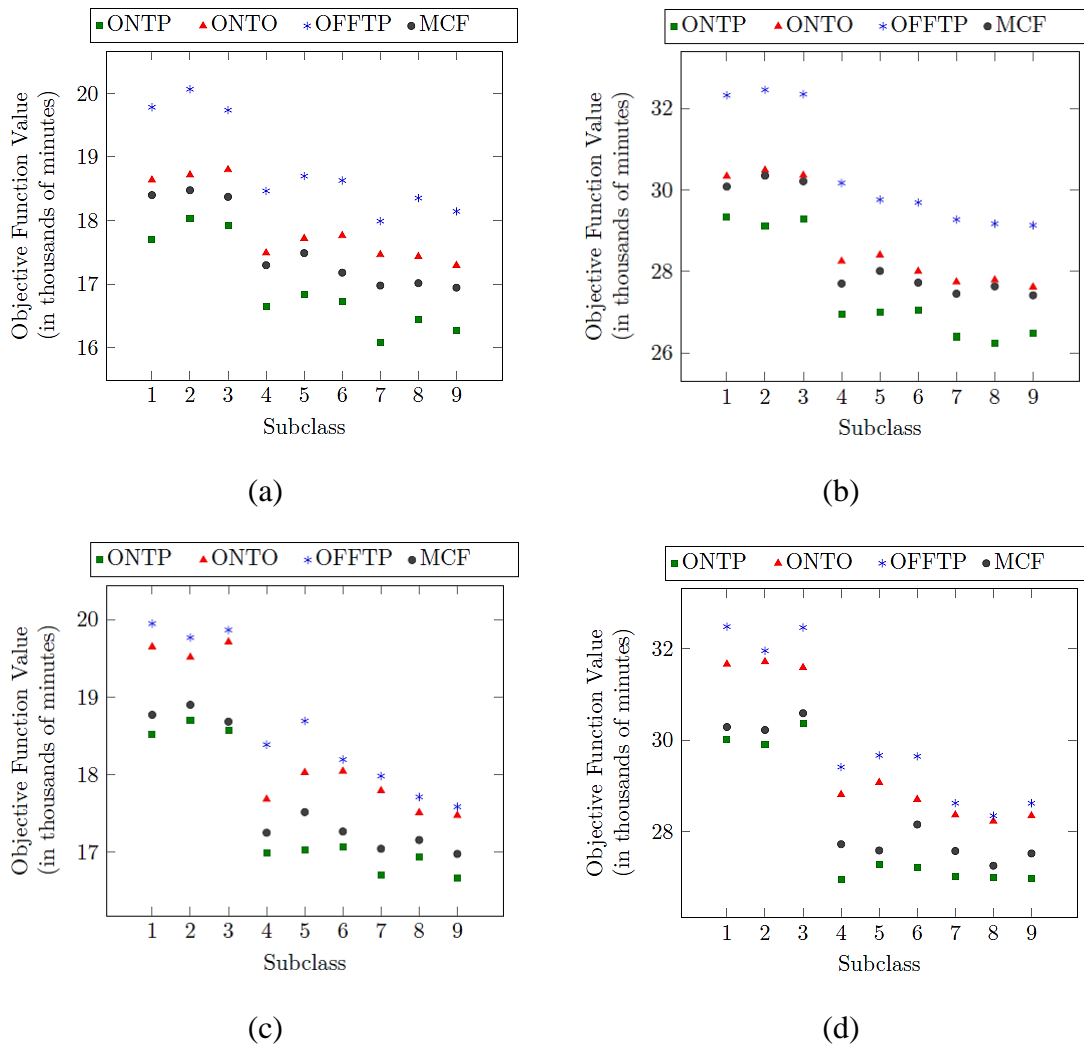 ONTP ONTO OFFTP MCF
Objective Function Value
(in thousands of minutes)
20
19
18
17
16
1 2 3 4 5 6 7 8 9
Subclass
(a)
ONTP ONTO OFFTP MCF
Objective Function Value
(in thousands of minutes)
32
30
28
26
1 2 3 4 5 6 7 8 9
Subclass
(b)
ONTP ONTO OFFTP MCF
Objective Function Value
(in thousands of minutes)
20
19
18
17
1 2 3 4 5 6 7 8 9
Subclass
(c)
ONTP ONTO OFFTP MCF
Objective Function Value
(in thousands of minutes)
32
30
28
1 2 3 4 5 6 7 8 9
Subclass
(d)